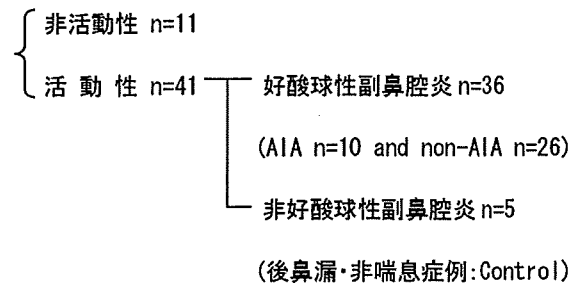 非活動性 n=11
活 動 性 n=41 好酸球性副鼻腔炎 n=36
(AIA n=10 and non-AIA n=26)
非好酸球性副鼻腔炎 n=5
(後鼻漏・非喘息症例:Control)